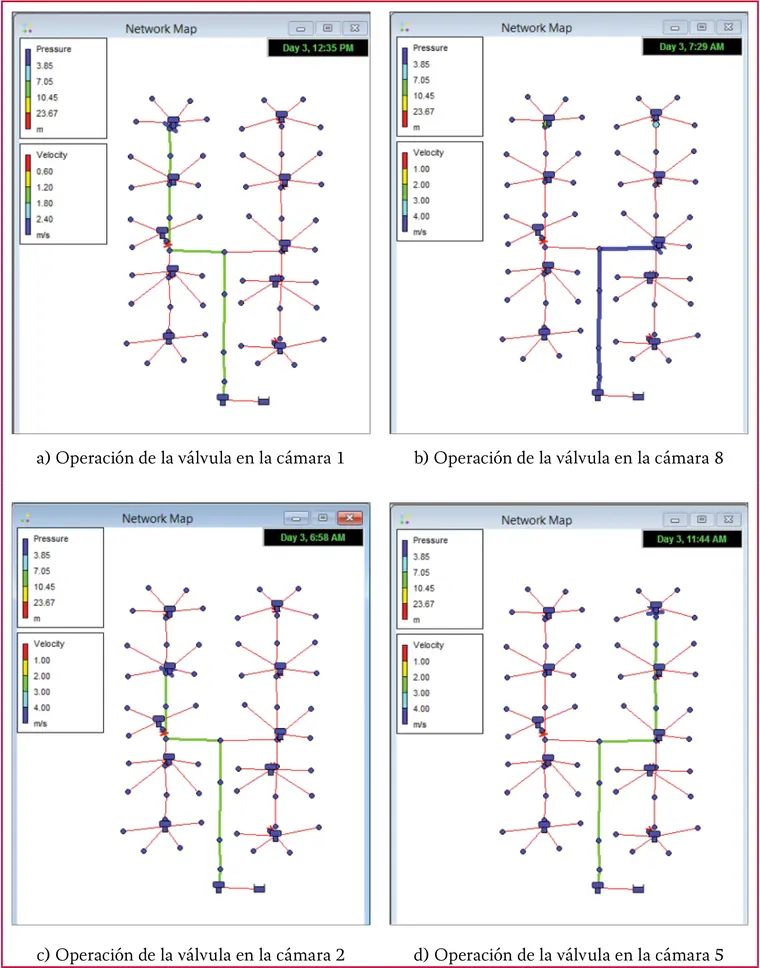 Network Map
Day 3, 12:35 PM
Pressure
3.85
7.05
10.45
23.67
m
Velocity
0.60
1.20
1.80
2.40
m/s
a) Operación de la válvula en la cámara 1
Network Map
Day 3, 7:29 AM
Pressure
3.85
7.05
10.45
23.67
m
Velocity
1.00
2.00
3.00
4.00
m/s
b) Operación de la válvula en la cámara 8
Network Map
Day 3, 6:58 AM
Pressure
3.85
7.05
10.45
23.67
m
Velocity
1.00
2.00
3.00
4.00
m/s
c) Operación de la válvula en la cámara 2
Network Map
Day 3, 11:44 AM
Pressure
3.85
7.05
10.45
23.67
m
Velocity
1.00
2.00
3.00
4.00
m/s
d) Operación de la válvula en la cámara 5